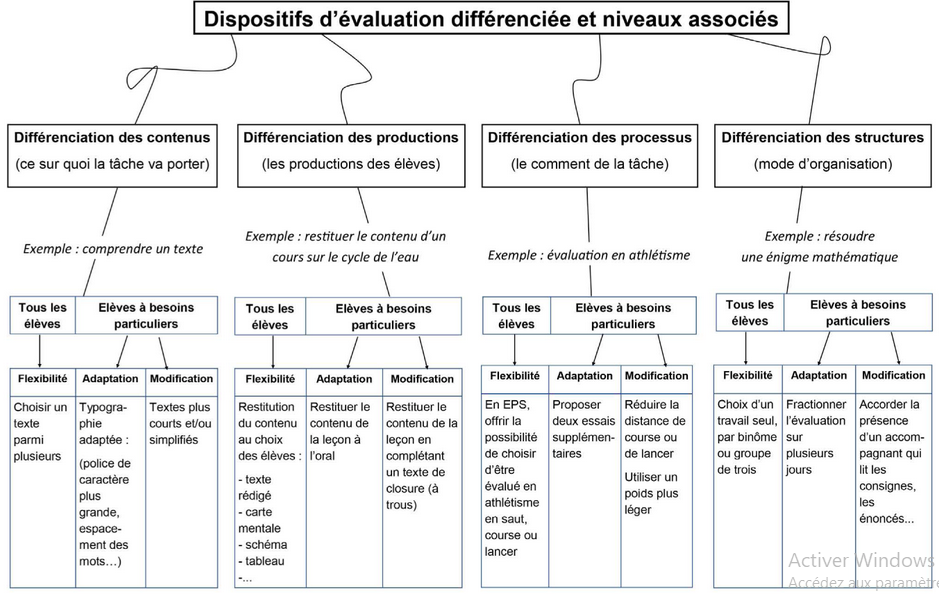 Dispositifs d’évaluation différenciée et niveaux associés
Différenciation des contenus
(ce sur quoi la tâche va porter)
Différenciation des productions
(les productions des élèves)
Différenciation des processus
(le comment de la tâche)
Différenciation des structures
(mode d’organisation)
Exemple : comprendre un texte
Exemple : restituer le contenu d’un
cours sur le cycle de l’eau
Exemple : évaluation en athlétisme
Exemple : résoudre
une énigme mathématique
Tous les
élèves
Elèves à besoins
particuliers
Flexibilité
Adaptation
Modification
Choisir un
texte
parmi
plusieurs
Typogra-
phie
adaptée :
(police de
caractère
plus
grande,
espace-
ment des
mots…)
Textes plus
courts et/ou
simplifiés
Tous les
élèves
Elèves à besoins
particuliers
Flexibilité
Adaptation
Modification
Restitution
du contenu
au choix
des élèves :
- texte
rédigé
- carte
mentale
- schéma
- tableau
-...
Restituer le
contenu de
la leçon à
l’oral
Restituer le
contenu de la
leçon en
complétant
un texte de
closure (à
trous)
Tous les
élèves
Elèves à besoins
particuliers
Flexibilité
Adaptation
Modification
En EPS,
offrir la
possibilité
de choisir
d’être
évalué en
athlétisme
en saut,
course ou
lancer
Proposer
deux essais
supplémen-
taires
Réduire la
distance de
course ou
de lancer
Utiliser un
poids plus
léger
Tous les
élèves
Elèves à besoins
particuliers
Flexibilité
Adaptation
Modification
Choix d’un
travail seul,
par binôme
ou groupe
de trois
Fractionner
l’évaluation
sur
plusieurs
jours
Accorder la
présence
d’un accom-
pagnant qui
lit les
consignes,
les
énoncés...
Activer Windows
Accédez aux paramètre